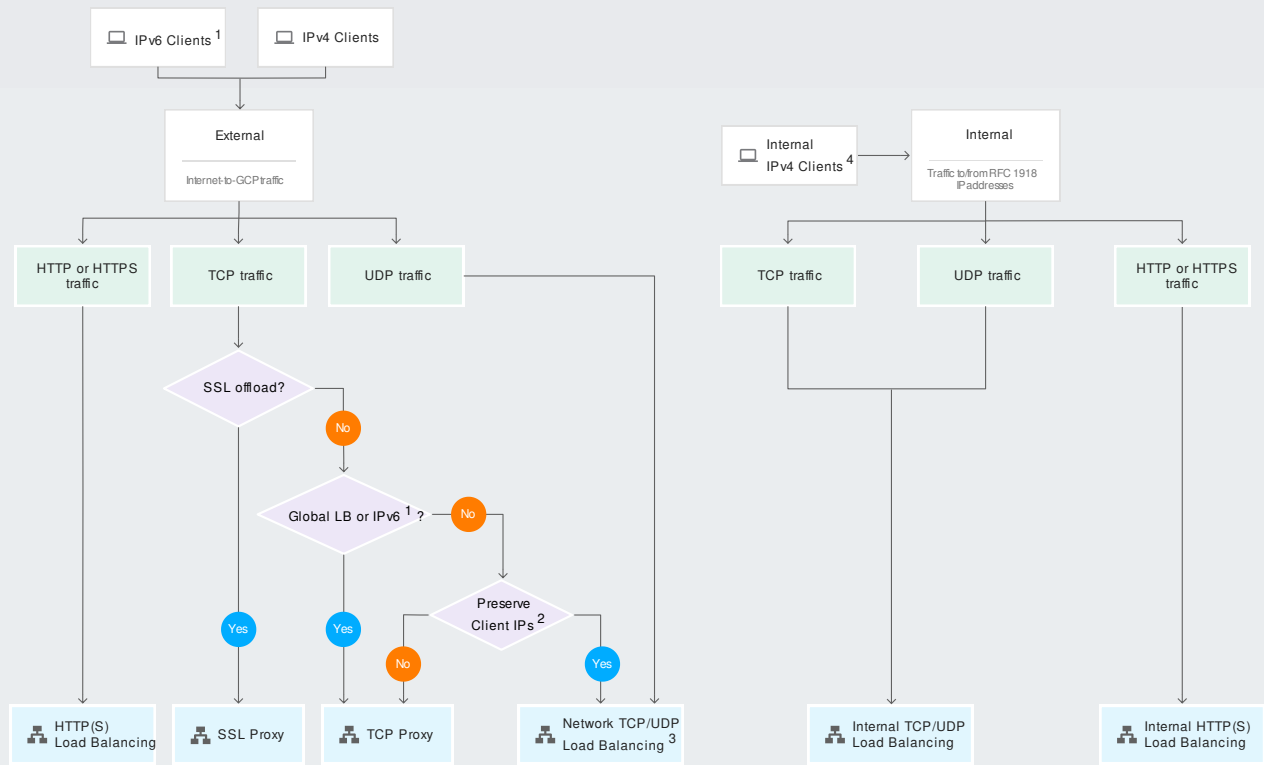 IPv6 Clients 1
IPv4 Clients
External
Internet-to-GCP traffic
Internal
IPv4 Clients 4
Internal
Traffic to/from RFC 1918
IP addresses
HTTP or HTTPS
traffic
TCP traffic
UDP traffic
TCP traffic
UDP traffic
HTTP or HTTPS
traffic
SSL offload?
No
Global LB or IPv6 1 ?
No
Preserve
Client IPs 2
Yes
Yes
No
Yes
HTTP(S)
Load Balancing
SSL Proxy
TCP Proxy
Network TCP/UDP
Load Balancing 3
Internal TCP/UDP
Load Balancing
Internal HTTP(S)
Load Balancing